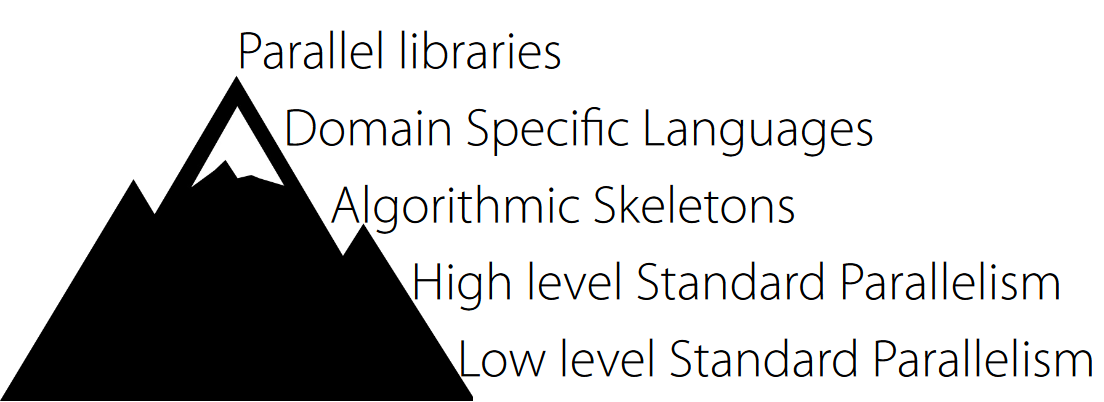 Parallel libraries
Domain Specific Languages
Algorithmic Skeletons
High level Standard Parallelism
Low level Standard Parallelism